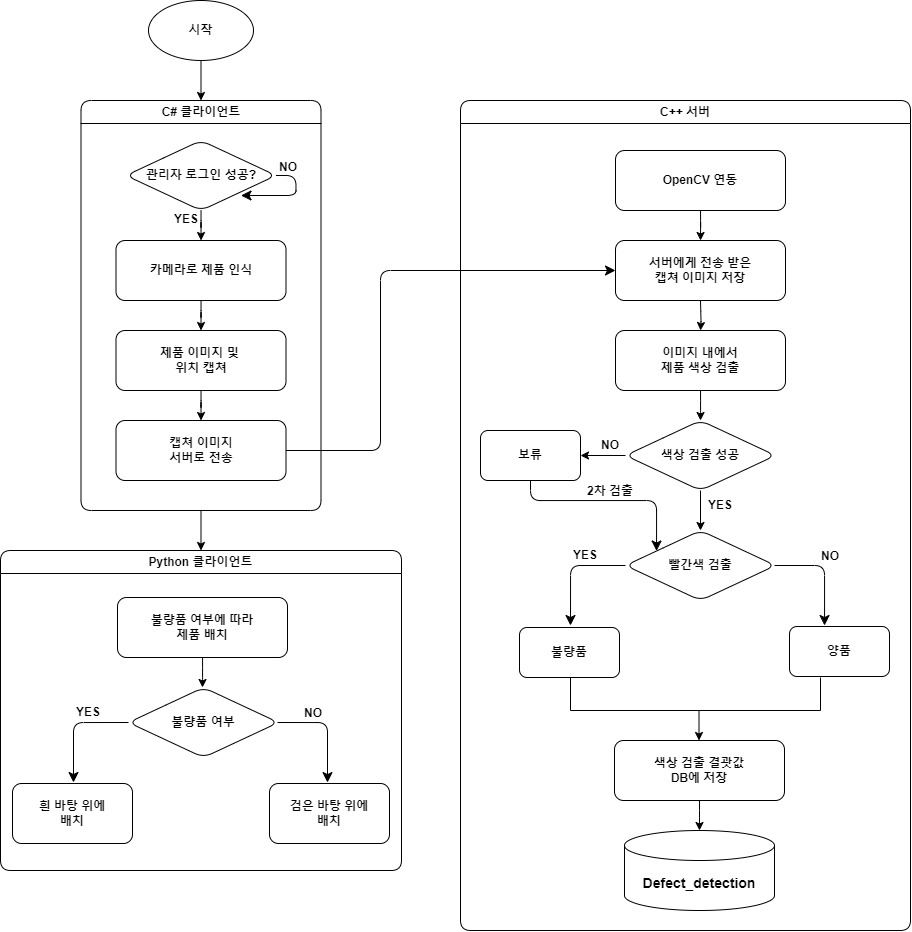 시작
C# 클라이언트
관리자 로그인 성공?
NO
YES
카메라로 제품 인식
제품 이미지 및
위치 캡쳐
캡쳐 이미지
서버로 전송
Python 클라이언트
불량품 여부에 따라
제품 배치
불량품 여부
YES
NO
흰 바탕 위에
배치
검은 바탕 위에
배치
C++ 서버
OpenCV 연동
서버에게 전송 받은
캡쳐 이미지 저장
이미지 내에서
제품 색상 검출
색상 검출 성공
NO
보류
2차 검출
YES
빨간색 검출
YES
NO
불량품
양품
색상 검출 결괏값
DB에 저장
Defect_detection